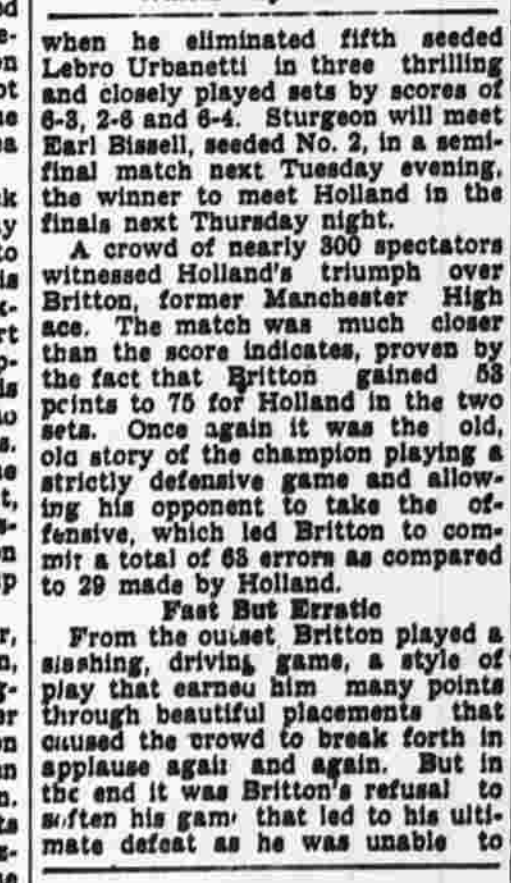 when he eliminated fifth seeded
Lebro Urbanetti in three thrilling
and closely played sets by scores of
6-3, 2-6 and 6-4. Sturgeon will meet
Earl Bissell, seeded No. 2, in a semi-
final match next Tuesday evening,
the winner to meet Holland in the
finals next Thursday night.
A crowd of nearly 300 spectators
witnessed Holland's triumph over
Britton, former Manchester High
ace. The match was much closer
than the score indicates, proven by
the fact that Britton gained 53
points to 75 for Holland in the two
sets. Once again it was the old,
old story of the champion playing a
strictly defensive game and allow-
ing his opponent to take the of-
fensive, which led Britton to com-
mit a total of 63 errors as compared
to 29 made by Holland.
Fast But Erratic
From the outset Britton played a
slashing, driving game, a style of
play that earned him many points
through beautiful placements that
caused the crowd to break forth in
applause again and again. But in
the end it was Britton's refusal to
soften his game that led to his ulti-
mate defeat as he was unable to